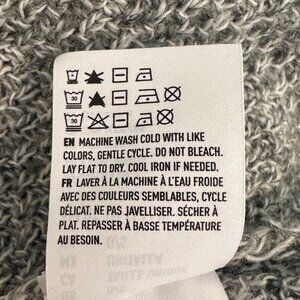 30
30
EN MACHINE WASH COLD WITH LIKE
COLORS, GENTLE CYCLE. DO NOT BLEACH.
LAY FLAT TO DRY. COOL IRON IF NEEDED.
FR LAVER À LA MACHINE À L'EAU FROIDE
AVEC DES COULEURS SEMBLABLES, CYCLE
DÉLICAT. NE PAS JAVELLISER. SÉCHER À
PLAT. REPASSER À BASSE TEMPÉRATURE
AU BESOIN.